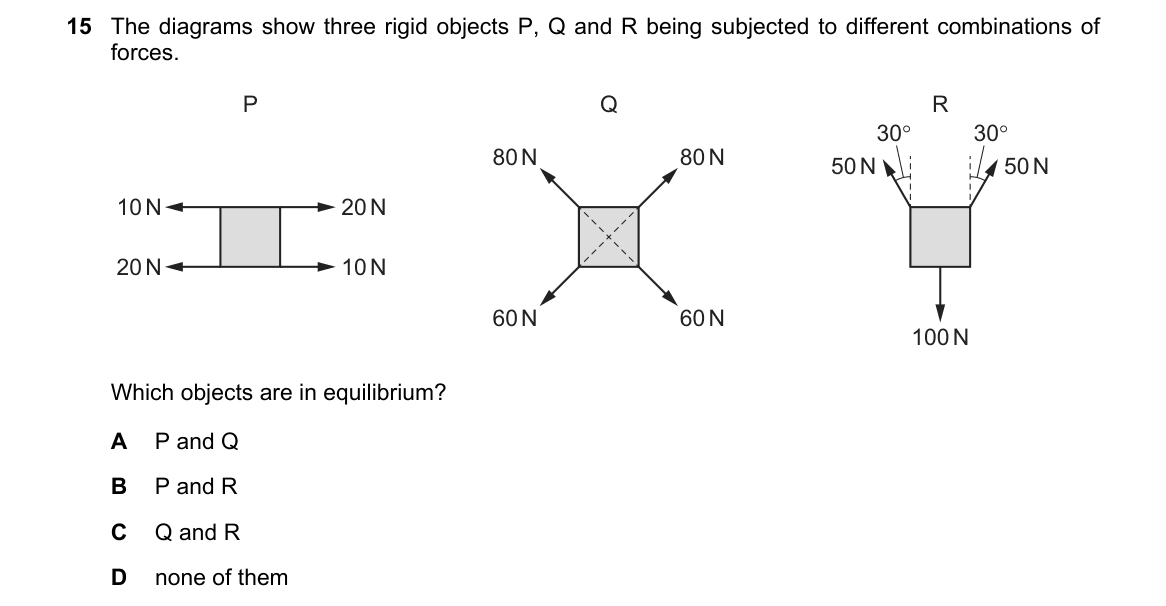 15 The diagrams show three rigid objects P, Q and R being subjected to different combinations of
forces.
P
Q
R
30°
30°
80 N
80 N
50 N
50 N
10 N
20 N
20 N
10 N
60 N
60 N
100 N
Which objects are in equilibrium?
A P and Q
B P and R
C Q and R
D none of them